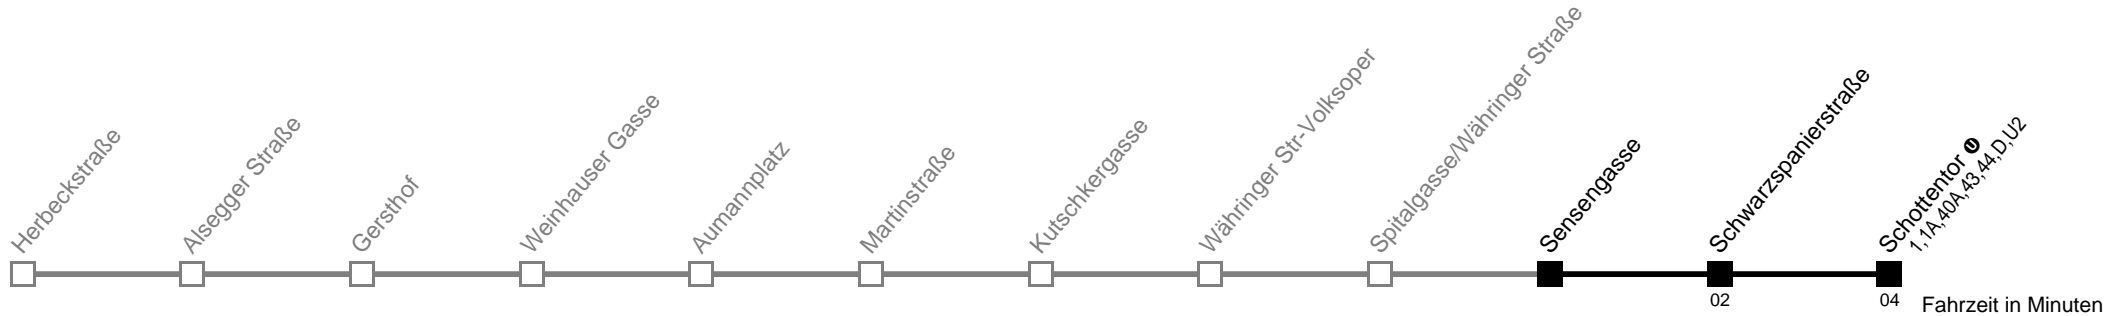 Herbeckstraße
Alsegger Straße
Gersthof
Weinhauser Gasse
Aumannplatz
Martinstraße
Kutschkergasse
Währinger Str-Volksoper
Spitalgasse/Währinger Straße
Sensengasse
Schwarzspanierstraße
Schottentor U
1,1A,40A,43,44,D,U2
02
04
Fahrzeit in Minuten